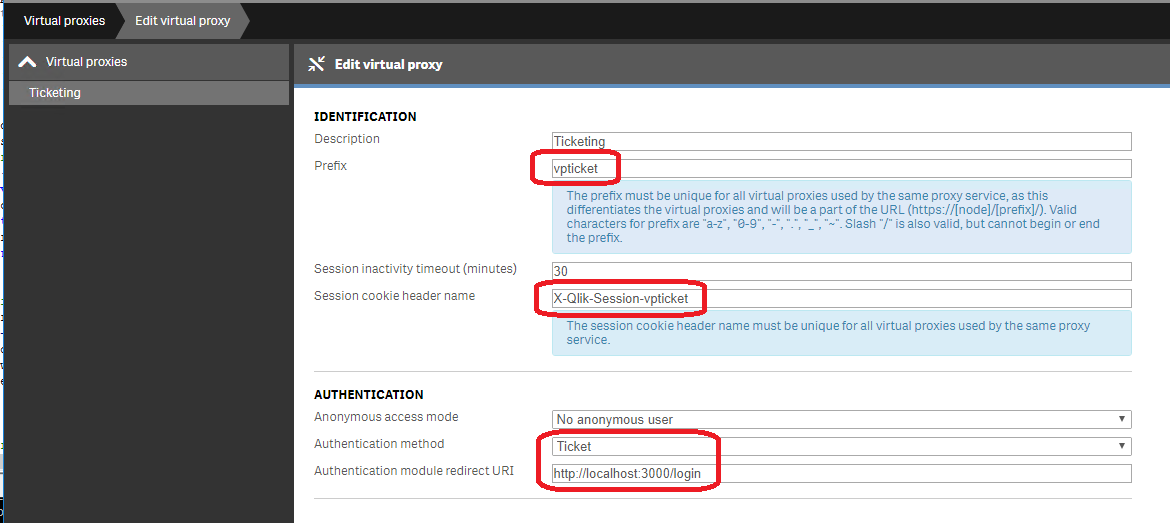 Virtual proxies
Edit virtual proxy
Virtual proxies
Ticketing
Edit virtual proxy
IDENTIFICATION
Description
Ticketing
Prefix
vpticket
The prefix must be unique for all virtual proxies used by the same proxy service, as this
differentiates the virtual proxies and will be a part of the URL (https://[node]/[prefix]/). Valid
characters for prefix are "a-z", "0-9", "-", ".", "_", "~". Slash "/" is also valid, but cannot begin or end
the prefix.
Session inactivity timeout (minutes)
30
Session cookie header name
X-Qlik-Session-vpticket
The session cookie header name must be unique for all virtual proxies used by the same proxy
service.
AUTHENTICATION
Anonymous access mode
No anonymous user
Authentication method
Ticket
Authentication module redirect URI
http://localhost:3000/login